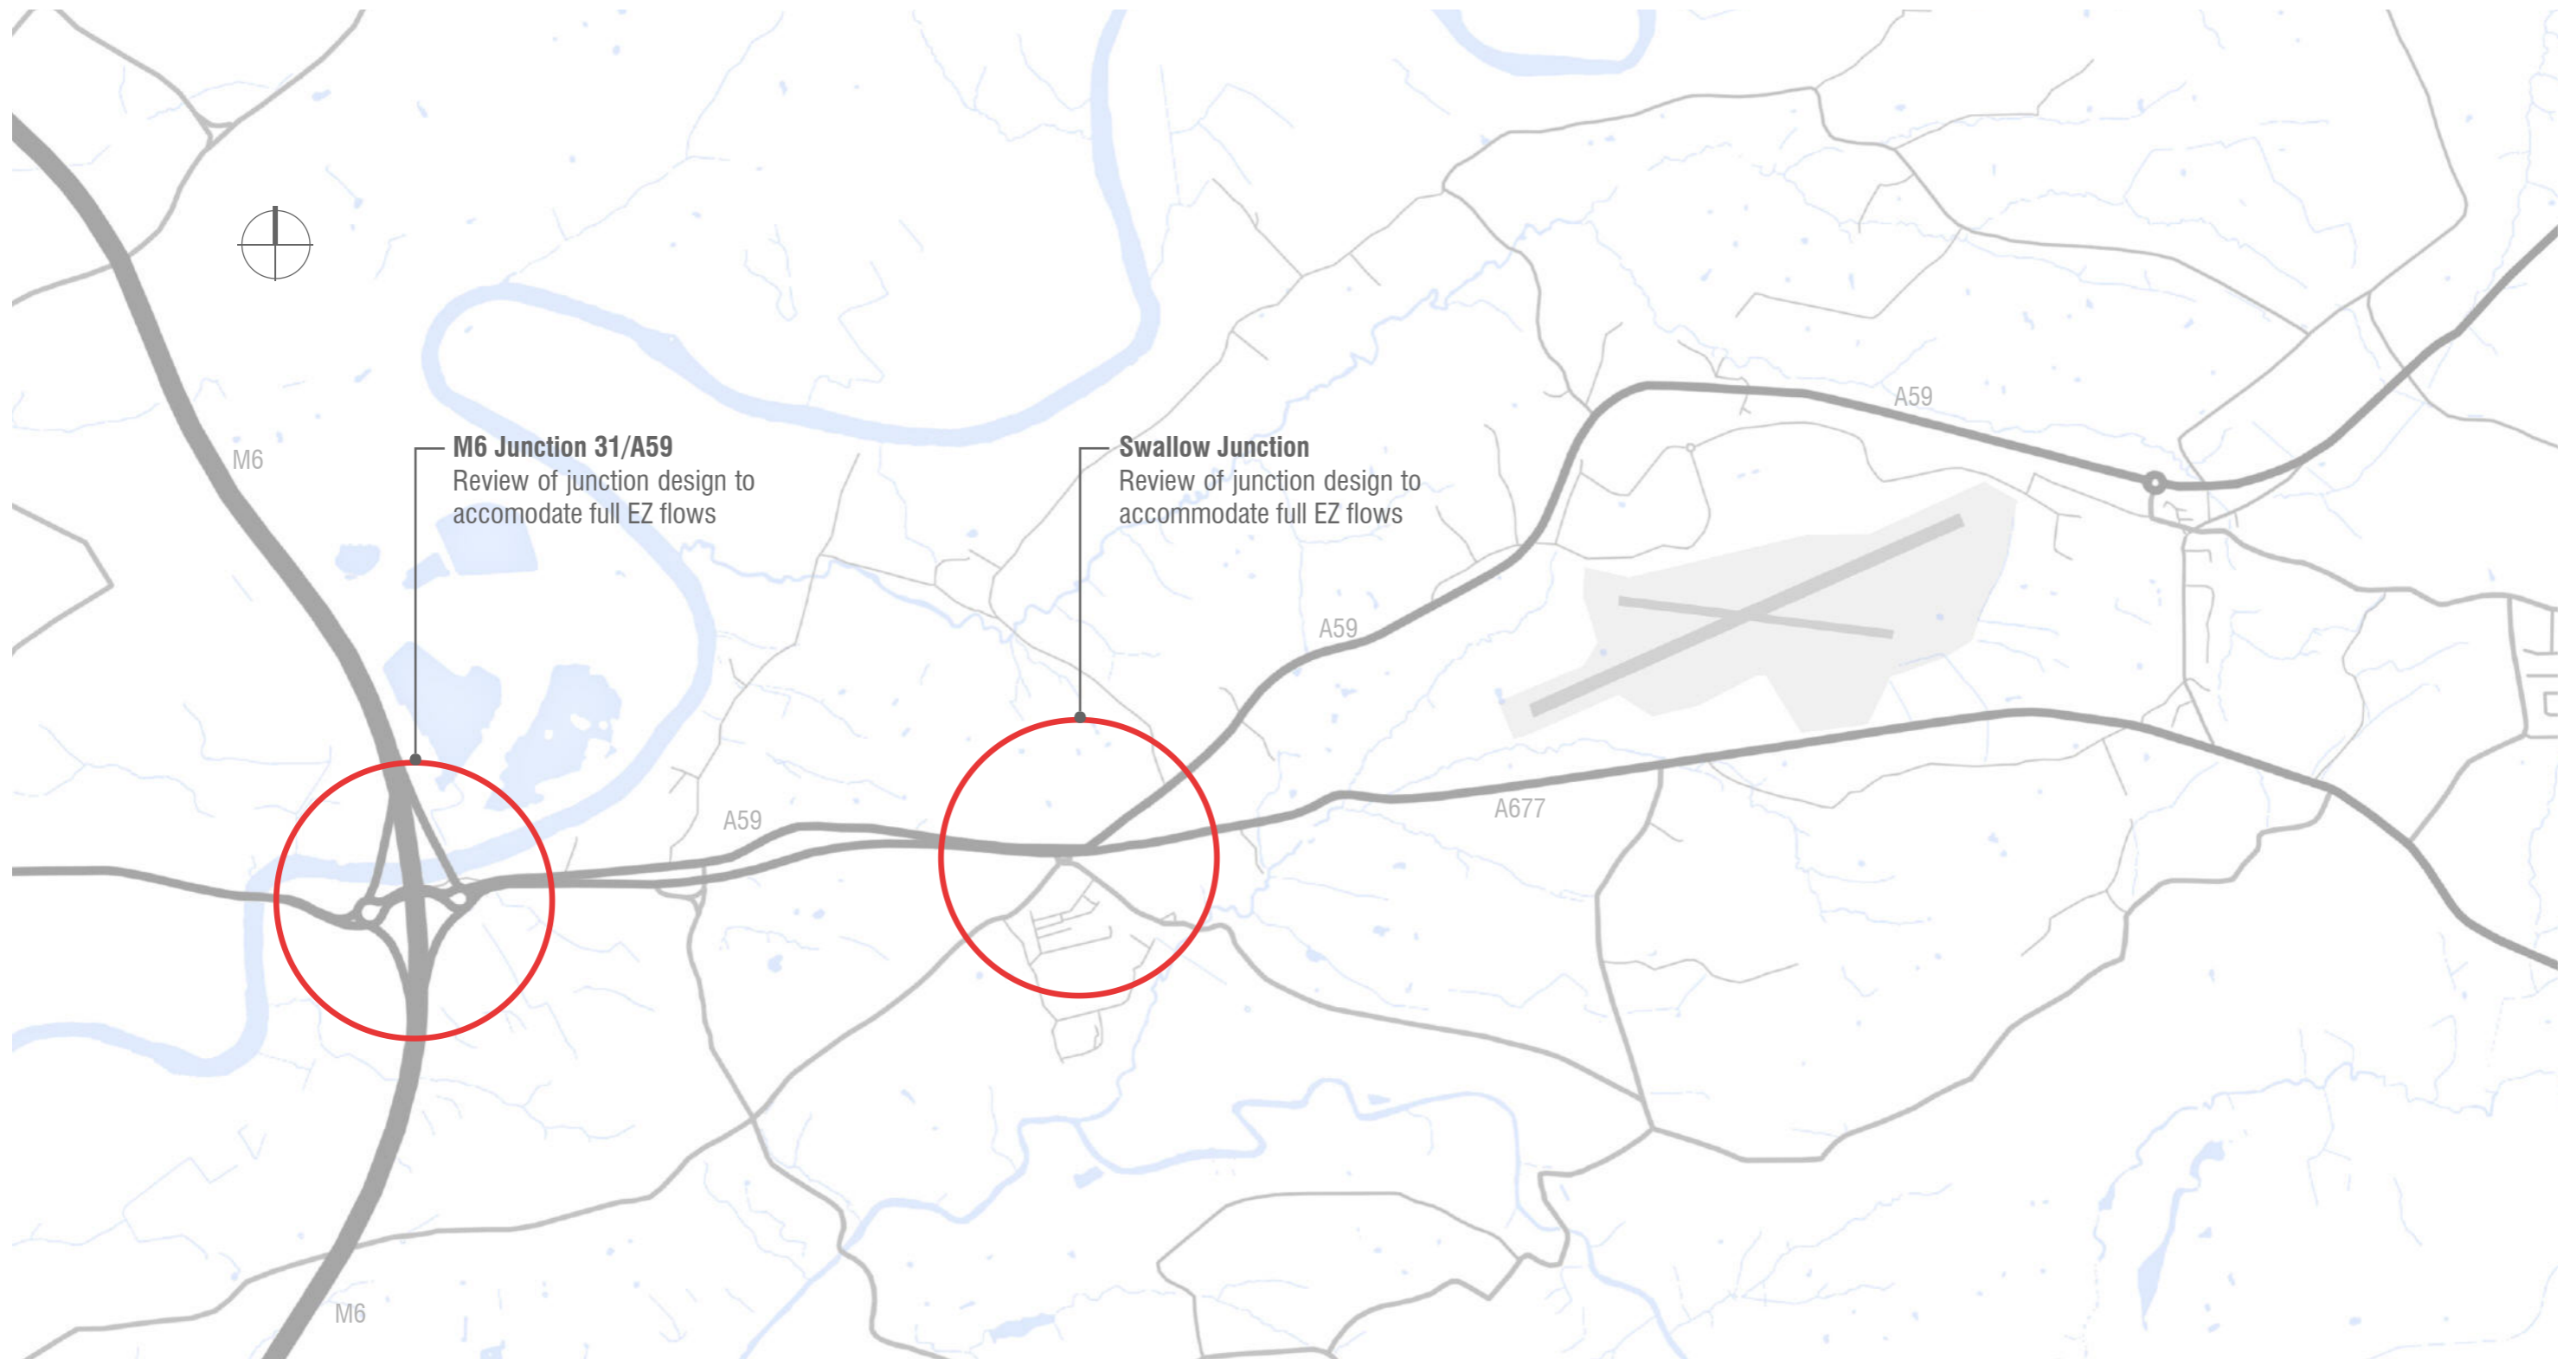 A59
M6
M6 Junction 31/A59
Review of junction design to
accomodate full EZ flows
Swallow Junction
Review of junction design to
accommodate full EZ flows
A59
A59
A677
M6